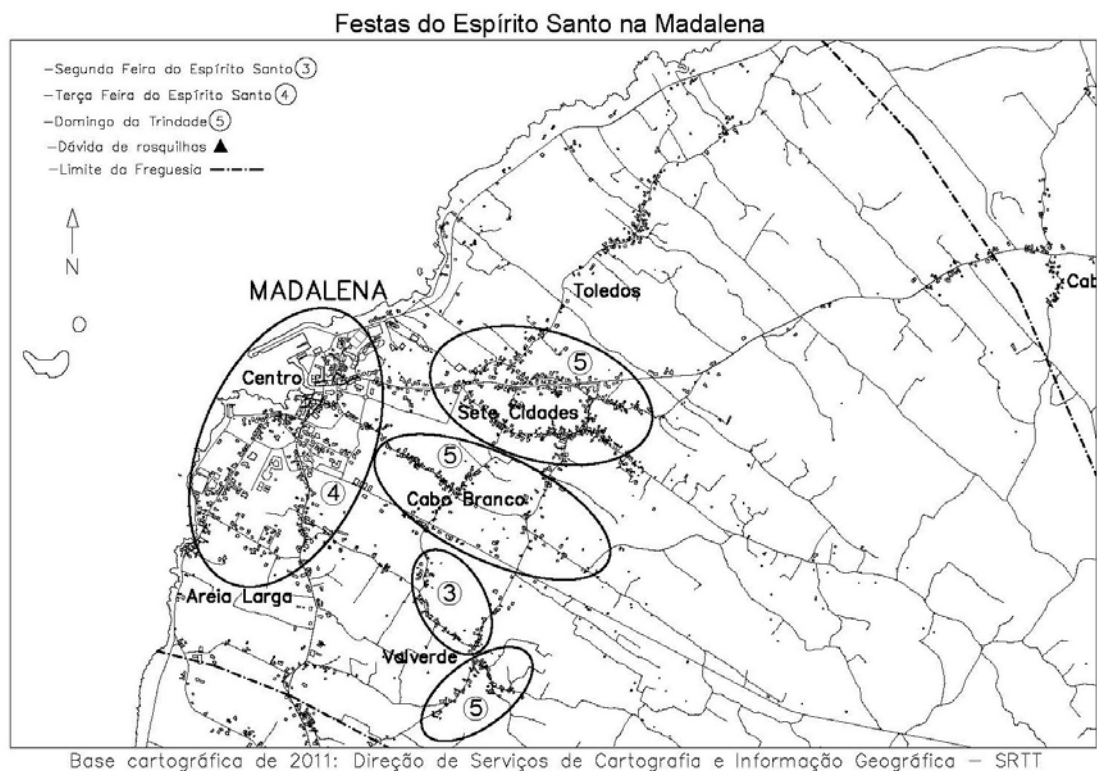 Festas do Espírito Santo na Madalena
-Segunda Feira do Espírito Santo ③
-Terça Feira do Espírito Santo ④
-Domingo da Trindade ⑤
-Dávida de rosquilhas ▲
-Limite da Freguesia
N
MADALENA
Toledos
Cab
Centro
⑤
Sete Cidades
⑤
④
Cabo Branco
③
Areia Larga
Valverde
⑤
Base cartográfica de 2011: Direção de Serviços de Cartografia e Informação Geográfica - SRTT